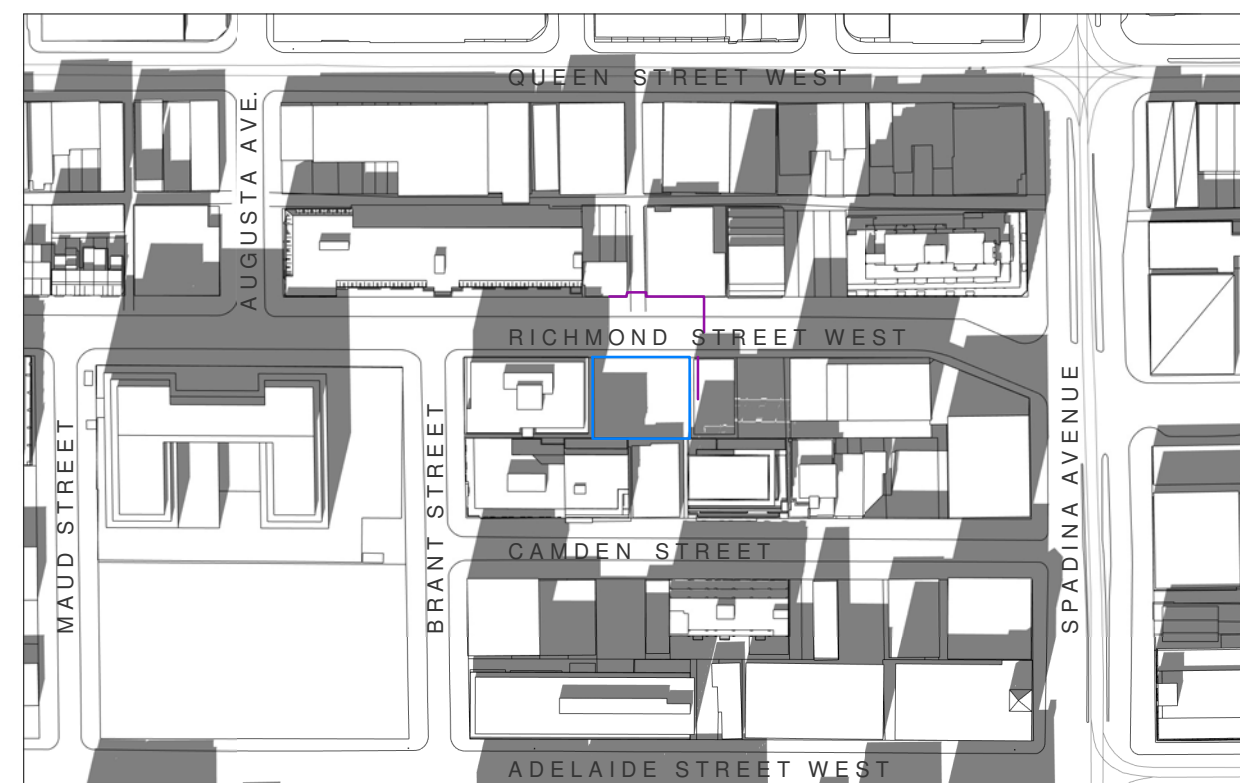 QUEEN STREET WEST
AUGUSTA AVE.
RICHMOND STREET WEST
MAUD STREET
BRANT STREET
SPADINA AVENUE
CAMDEN STREET
ADELAIDE STREET WEST